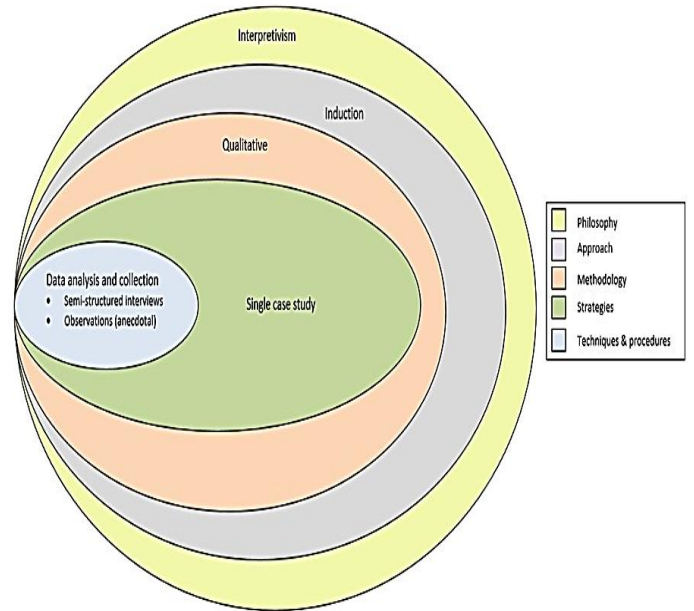 Interpretivism
Induction
Qualitative
Data analysis and collection
• Semi-structured interviews
• Observations (anecdotal)
Single case study
Philosophy
Approach
Methodology
Strategies
Techniques & procedures